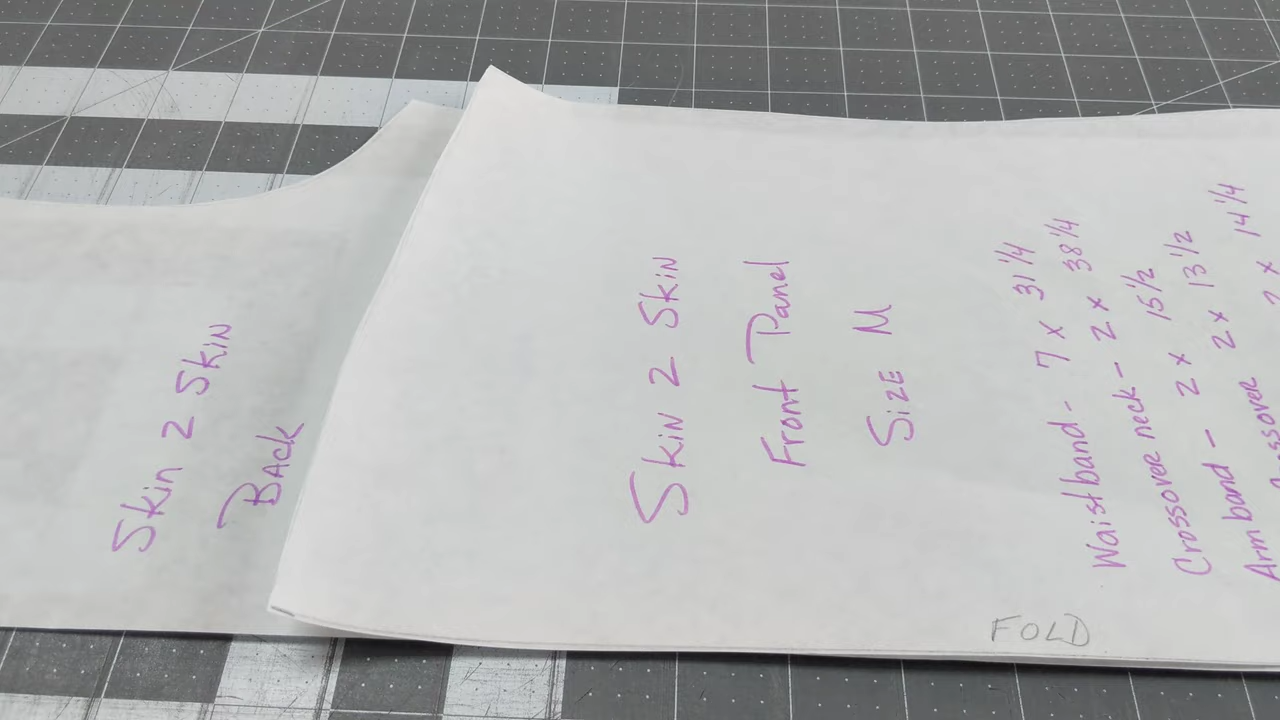 Skin 2 Skin
Back
Skin 2 Skin
Front Panel
Size M
Waistband - 7 x 31 1/4
Crossover neck - 2 x 38 1/4
Arm band - 2 x 15 1/2
2 x 13 1/2
2 x 14 1/4
FOLD